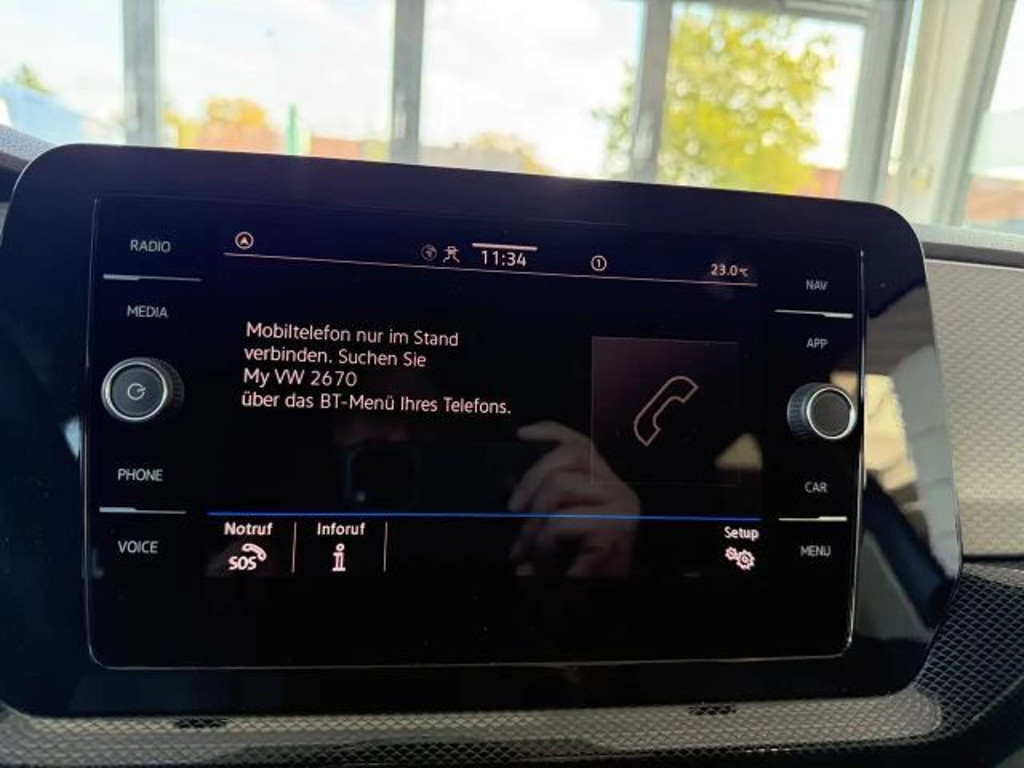 RADIO
MEDIA
PHONE
VOICE
11:34
1
23.0°C
Mobiltelefon nur im Stand
verbinden. Suchen Sie
My VW 2670
über das BT-Menü Ihres Telefons.
Notruf
SOS
Inforuf
i
Setup
NAV
APP
CAR
MENU